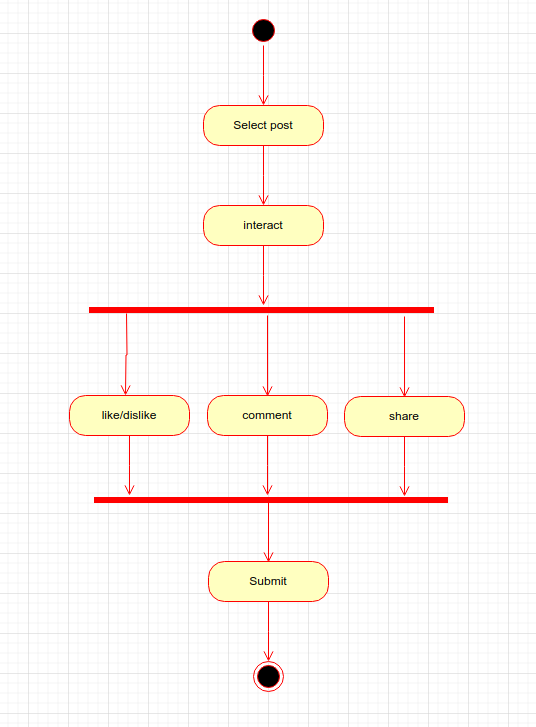 Select post
interact
like/dislike
comment
share
Submit